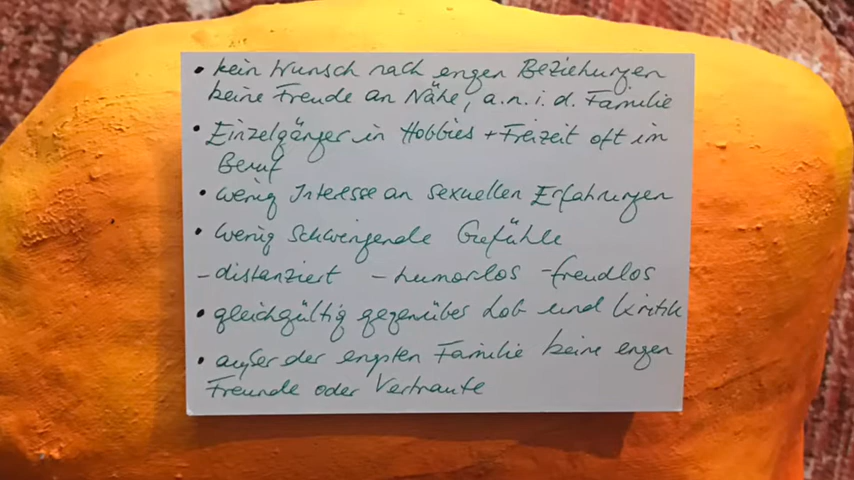 • kein Wunsch nach engen Beziehungen
keine Freude an Nähe, a.n.i.d. Familie
• Einzelgänger in Hobbies + Freizeit oft im
Beruf
• wenig Interesse an sexuellen Erfahrungen
• wenig schwingende Gefühle
- distanziert - humorlos - freudlos
• gleichgültig gegenüber Lob und Kritik
• außer der engsten Familie keine engen
Freunde oder Vertraute